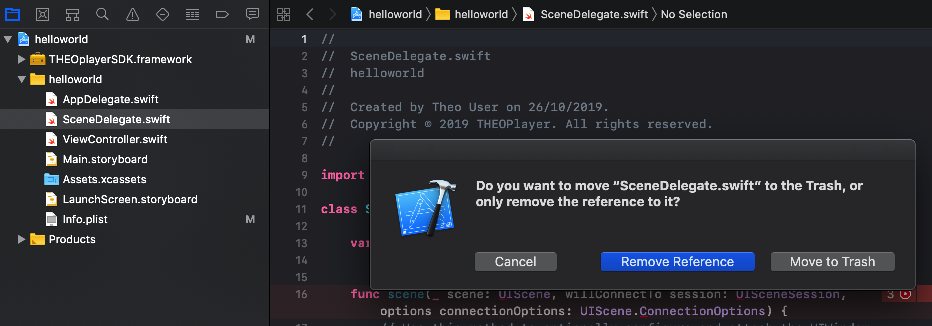 helloworld 〉 helloworld 〉 SceneDelegate.swift 〉 No Selection
helloworld M
THEOplayerSDK.framework
helloworld
AppDelegate.swift
SceneDelegate.swift
ViewController.swift
Main.storyboard
Assets.xcassets
LaunchScreen.storyboard
Info.plist M
Products
1 //
2 // SceneDelegate.swift
3 // helloworld
4 //
5 // Created by Theo User on 26/10/2019.
6 // Copyright © 2019 THEOPlayer. All rights reserved.
7 //
8
9 import
10
11 class S
12
13 var
14
15
Do you want to move “SceneDelegate.swift” to the Trash, or
only remove the reference to it?
Cancel Remove Reference Move to Trash
16 func scene(_ scene: UIScene, willConnectTo session: UISceneSession, 3
options connectionOptions: UIScene.ConnectionOptions) {